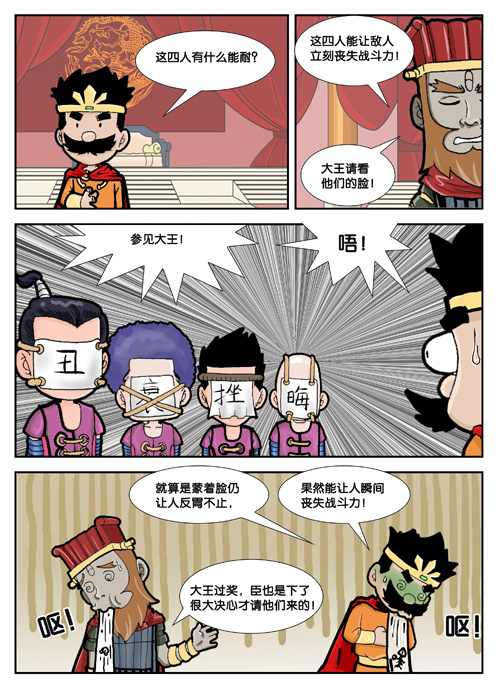 这四人有什么能耐？
这四人能让敌人
立刻丧失战斗力！
大王请看
他们的脸！
参见大王！
唔！
丑
衰
挫
晦
就算是蒙着脸仍
让人反胃不止，
果然能让人瞬间
丧失战斗力！
大王过奖，臣也是下了
很大决心才请他们来的！
呕！
呕！